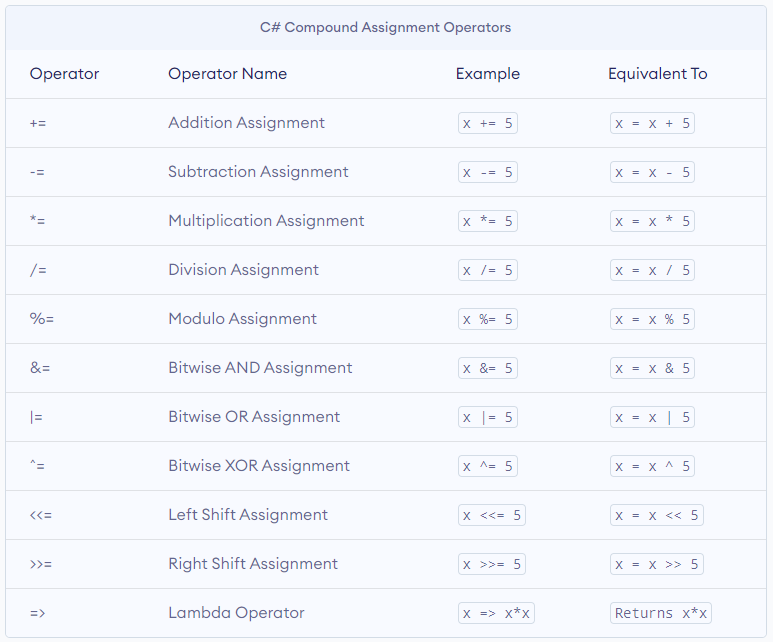 C# Compound Assignment Operators
Operator Operator Name Example Equivalent To
+= Addition Assignment x += 5 x = x + 5
-= Subtraction Assignment x -= 5 x = x - 5
*= Multiplication Assignment x *= 5 x = x * 5
/= Division Assignment x /= 5 x = x / 5
%= Modulo Assignment x %= 5 x = x % 5
&= Bitwise AND Assignment x &= 5 x = x & 5
|= Bitwise OR Assignment x |= 5 x = x | 5
^= Bitwise XOR Assignment x ^= 5 x = x ^ 5
<<= Left Shift Assignment x <<= 5 x = x << 5
>>= Right Shift Assignment x >>= 5 x = x >> 5
=> Lambda Operator x => x*x Returns x*x